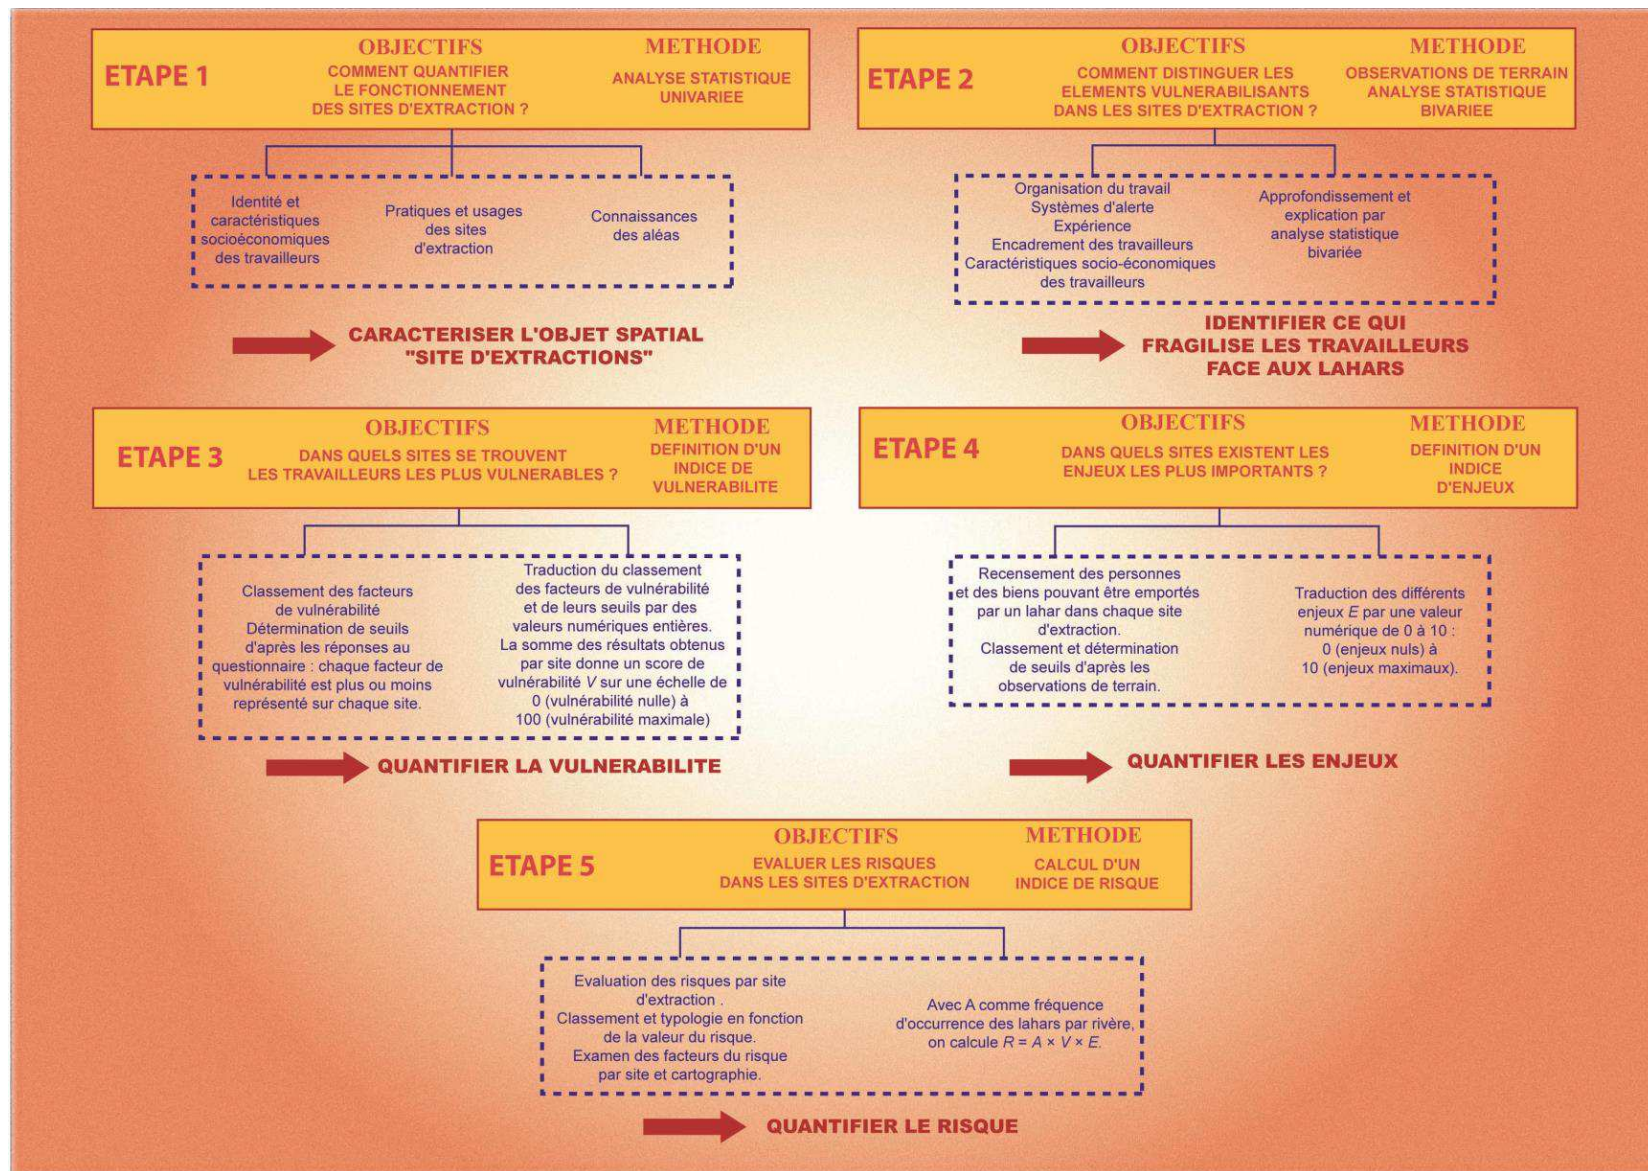 ETAPE 1
OBJECTIFS
COMMENT QUANTIFIER
LE FONCTIONNEMENT
DES SITES D'EXTRACTION ?
METHODE
ANALYSE STATISTIQUE
UNIVARIEE
Identité et
caractéristiques
socioéconomiques
des travailleurs
Pratiques et usages
des sites
d'extraction
Connaissances
des aléas
CARACTERISER L'OBJET SPATIAL
"SITE D'EXTRACTIONS"
ETAPE 2
OBJECTIFS
COMMENT DISTINGUER LES
ELEMENTS VULNERABILISANTS
DANS LES SITES D'EXTRACTION ?
METHODE
OBSERVATIONS DE TERRAIN
ANALYSE STATISTIQUE
BIVARIEE
Organisation du travail
Systèmes d'alerte
Expérience
Encadrement des travailleurs
Caractéristiques socio-économiques
des travailleurs
Approfondissement et
explication par
analyse statistique
bivariée
IDENTIFIER CE QUI
FRAGILISE LES TRAVAILLEURS
FACE AUX LAHARS
ETAPE 3
OBJECTIFS
DANS QUELS SITES SE TROUVENT
LES TRAVAILLEURS LES PLUS VULNERABLES ?
METHODE
DEFINITION D'UN
INDICE DE
VULNERABILITE
Classement des facteurs
de vulnérabilité
Détermination de seuils
d'après les réponses au
questionnaire : chaque facteur de
vulnérabilité est plus ou moins
représenté sur chaque site.
Traduction du classement
des facteurs de vulnérabilité
et de leurs seuils par des
valeurs numériques entières.
La somme des résultats obtenus
par site donne un score de
vulnérabilité V sur une échelle de
0 (vulnérabilité nulle) à
100 (vulnérabilité maximale)
QUANTIFIER LA VULNERABILITE
ETAPE 4
OBJECTIFS
DANS QUELS SITES EXISTENT LES
ENJEUX LES PLUS IMPORTANTS ?
METHODE
DEFINITION D'UN
INDICE
D'ENJEUX
Recensement des personnes
et des biens pouvant être emportés
par un lahar dans chaque site
d'extraction.
Classement et détermination
de seuils d'après les
observations de terrain.
Traduction des différents
enjeux E par une valeur
numérique de 0 à 10 :
0 (enjeux nuls) à
10 (enjeux maximaux).
QUANTIFIER LES ENJEUX
ETAPE 5
OBJECTIFS
EVALUER LES RISQUES
DANS LES SITES D'EXTRACTION
METHODE
CALCUL D'UN
INDICE DE RISQUE
Evaluation des risques par site
d'extraction .
Classement et typologie en fonction
de la valeur du risque.
Examen des facteurs du risque
par site et cartographie.
Avec A comme fréquence
d'occurrence des lahars par rivère,
on calcule R = A × V × E.
QUANTIFIER LE RISQUE